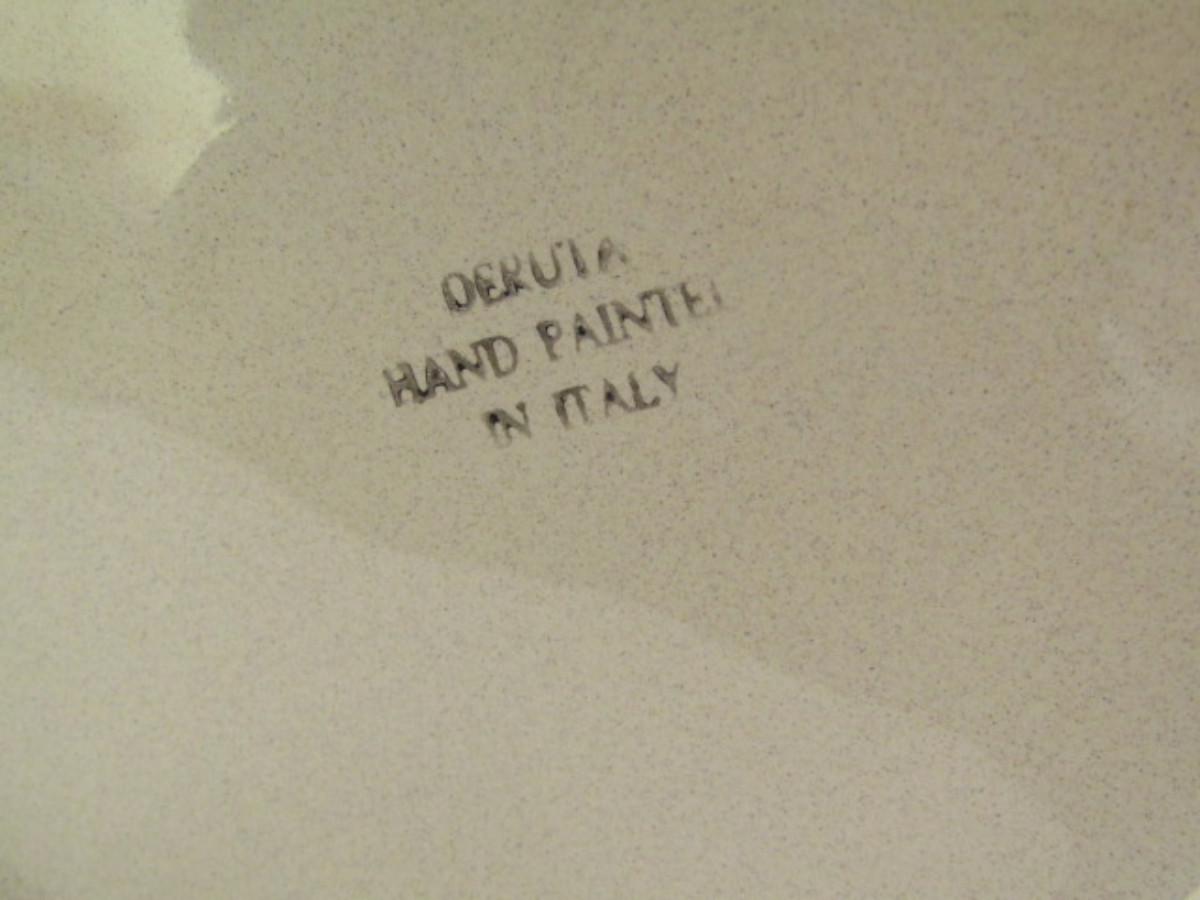 DERUTA
HAND PAINTED
IN ITALY